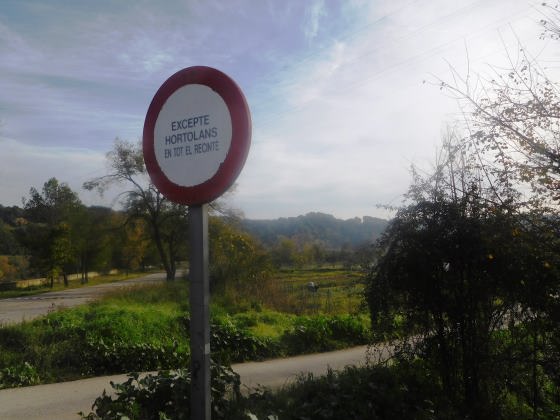 EXCEPTE
HORTOLANS
EN TOT EL RECINTE